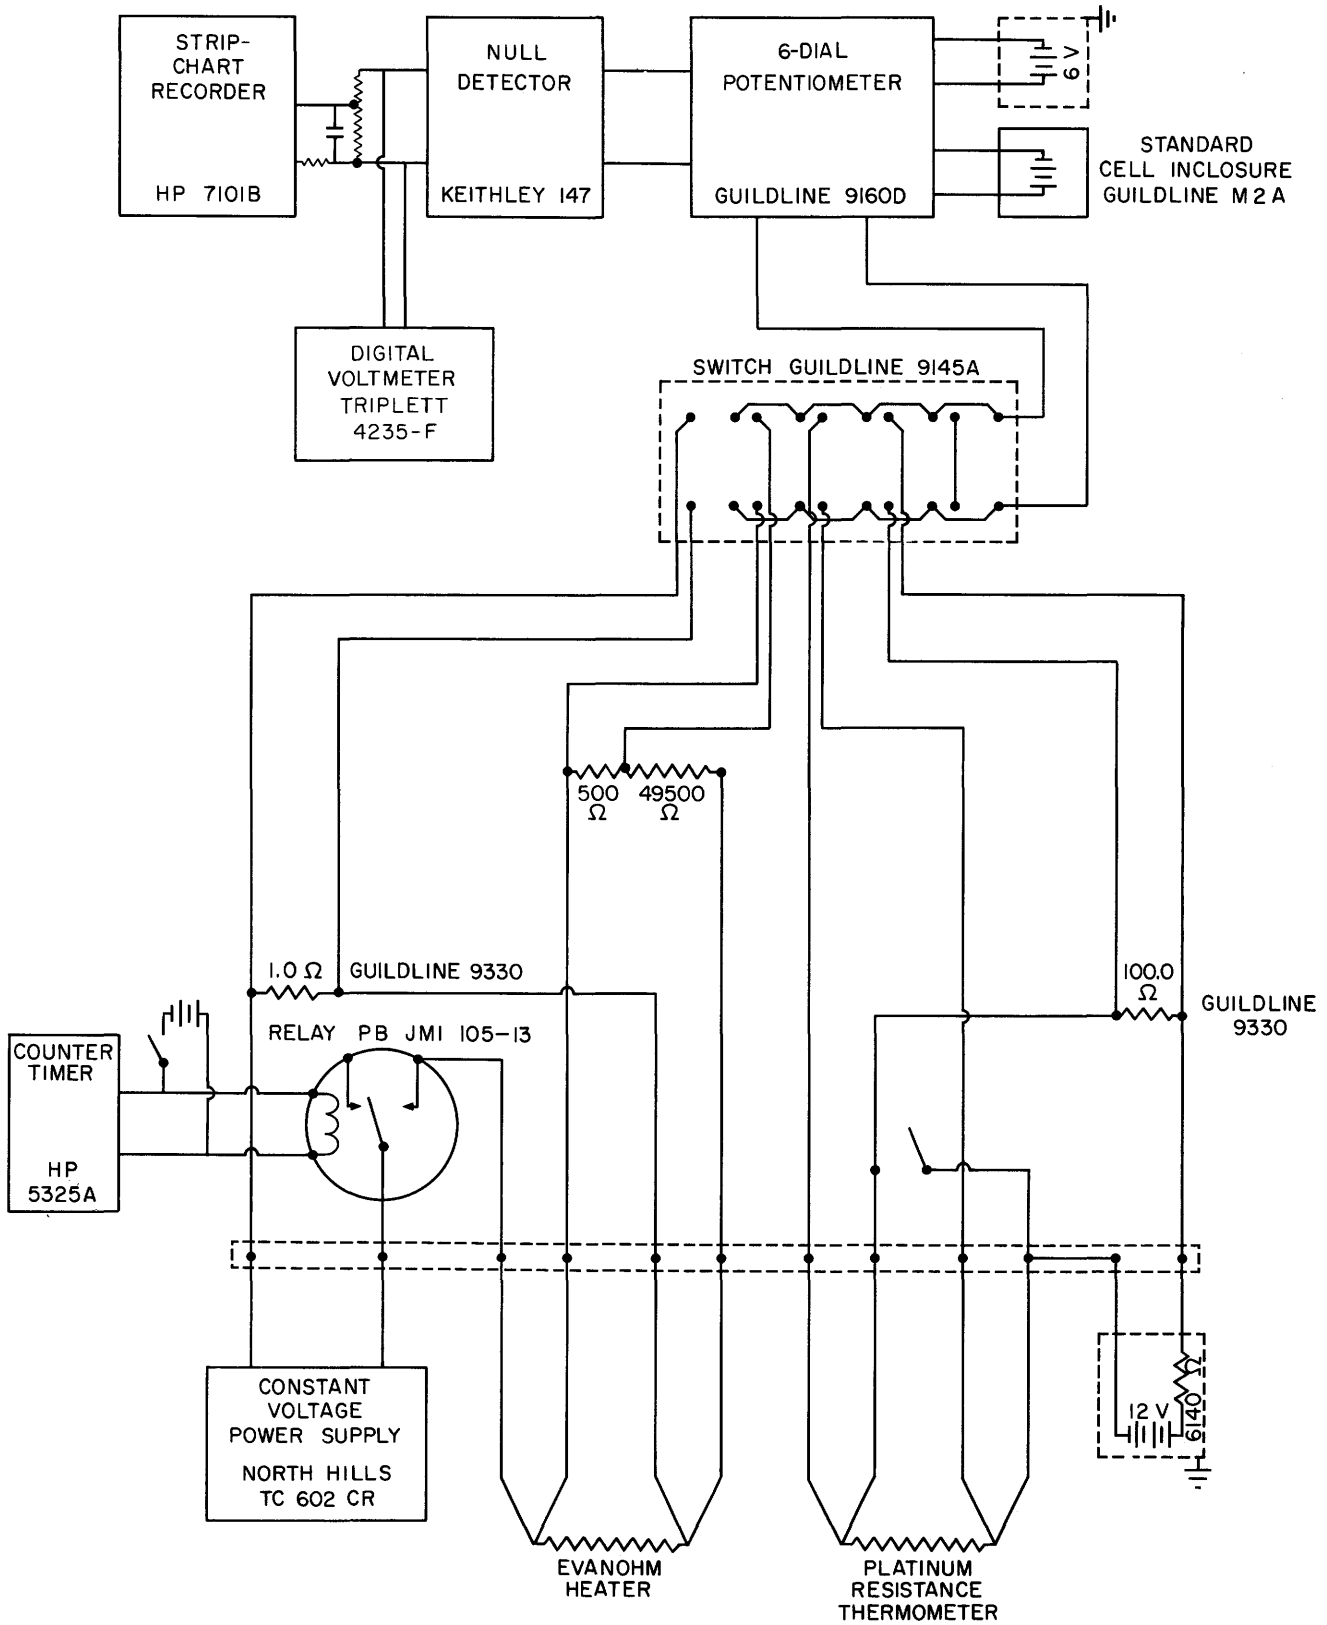 STRIP-
CHART
RECORDER
HP 7101B
NULL
DETECTOR
KEITHLEY 147
6-DIAL
POTENTIOMETER
GUILDLINE 9160D
6 V
STANDARD
CELL INCLOSURE
GUILDLINE M2A
DIGITAL
VOLTMETER
TRIPLETT
4235-F
SWITCH GUILDLINE 9145A
500
Ω
49500
Ω
1.0 Ω
GUILDLINE 9330
100.0
Ω
GUILDLINE
9330
RELAY PB JM1 105-13
COUNTER
TIMER
HP
5325A
CONSTANT
VOLTAGE
POWER SUPPLY
NORTH HILLS
TC 602 CR
12 V
6140 Ω
EVANOHM
HEATER
PLATINUM
RESISTANCE
THERMOMETER